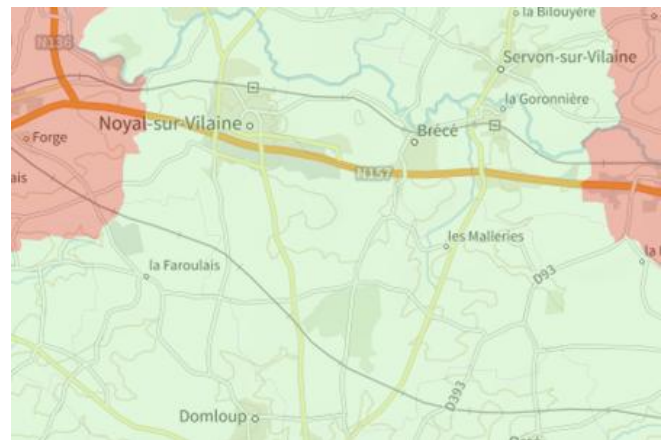 la Bilouyère
N136
Servon-sur-Vilaine
la Goronnière
Noyal-sur-Vilaine
Brécé
Forge
N157
les Malleries
la Faroulais
D93
D393
Domloup